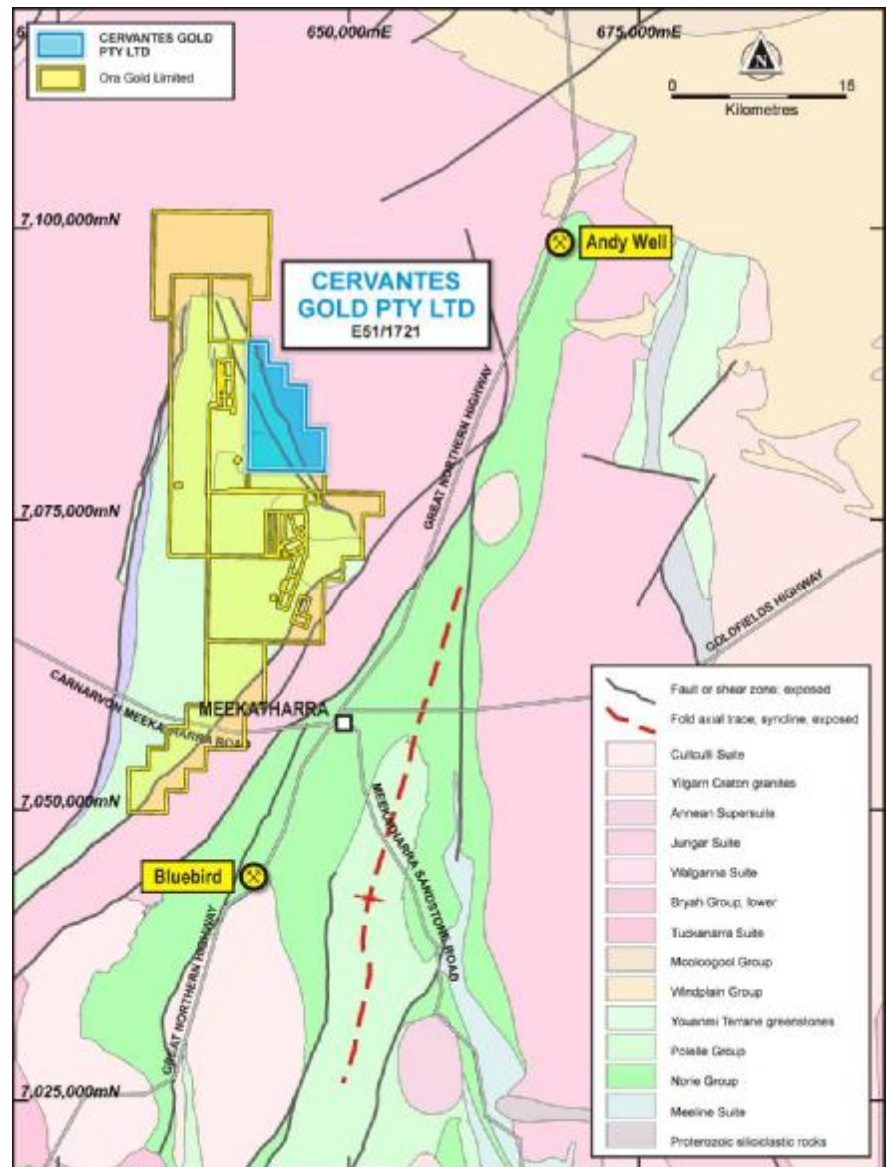 CERVANTES GOLD
PTY LTD
Ora Gold Limited
650,000mE
675,000mE
N
0
15
Kilometres
7,100,000mN
Andy Well
CERVANTES
GOLD PTY LTD
E51/1721
GREAT NORTHERN HIGHWAY
7,075,000mN
GOLDFIELDS HIGHWAY
CARNARVON MEEKATHARRA ROAD
MEEKATHARRA
7,050,000mN
MEEKATHARRA SANDSTONE ROAD
Bluebird
GREAT NORTHERN HIGHWAY
7,025,000mN
Fault or shear zone; exposed
Fold axial trace, syncline, exposed
Culculli Suite
Yilgarn Craton granites
Annean Supersuite
Jungar Suite
Walganna Suite
Bryah Group, lower
Tuckanarra Suite
Mooloogool Group
Windplain Group
Youanmi Terrane greenstones
Polelle Group
Norie Group
Meeline Suite
Proterozoic siliciclastic rocks